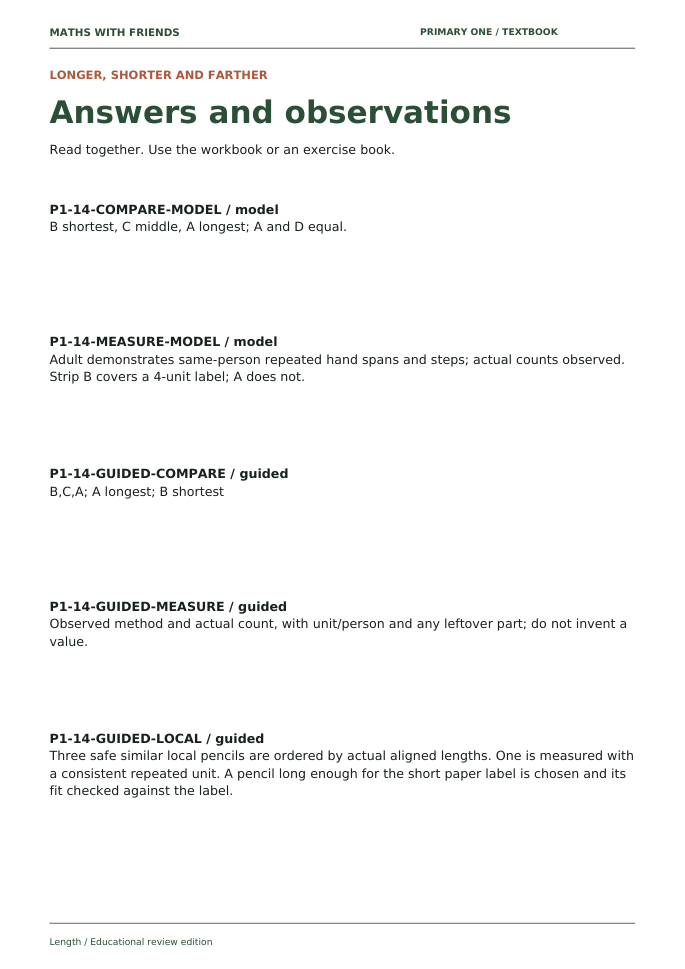 MATHS WITH FRIENDS
PRIMARY ONE / TEXTBOOK
LONGER, SHORTER AND FARTHER
Answers and observations
Read together. Use the workbook or an exercise book.
P1-14-COMPARE-MODEL / model
B shortest, C middle, A longest; A and D equal.
P1-14-MEASURE-MODEL / model
Adult demonstrates same-person repeated hand spans and steps; actual counts observed.
Strip B covers a 4-unit label; A does not.
P1-14-GUIDED-COMPARE / guided
B,C,A; A longest; B shortest
P1-14-GUIDED-MEASURE / guided
Observed method and actual count, with unit/person and any leftover part; do not invent a
value.
P1-14-GUIDED-LOCAL / guided
Three safe similar local pencils are ordered by actual aligned lengths. One is measured with
a consistent repeated unit. A pencil long enough for the short paper label is chosen and its
fit checked against the label.
Length / Educational review edition